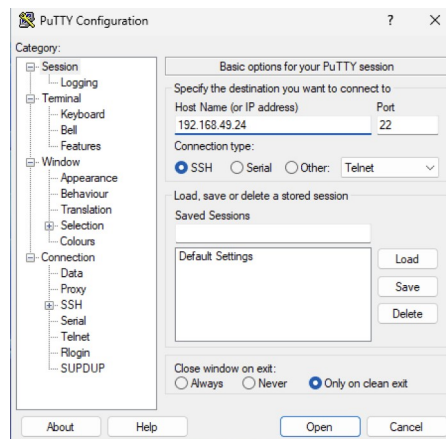 PuTTY Configuration ? ×
Category:
Session
Logging
Terminal
Keyboard
Bell
Features
Window
Appearance
Behaviour
Translation
Selection
Colours
Connection
Data
Proxy
SSH
Serial
Telnet
Rlogin
SUPDUP
Basic options for your PuTTY session
Specify the destination you want to connect to
Host Name (or IP address) Port
192.168.49.24 22
Connection type:
SSH Serial Other: Telnet
Load, save or delete a stored session
Saved Sessions
Default Settings
Load
Save
Delete
Close window on exit:
Always Never Only on clean exit
About Help Open Cancel